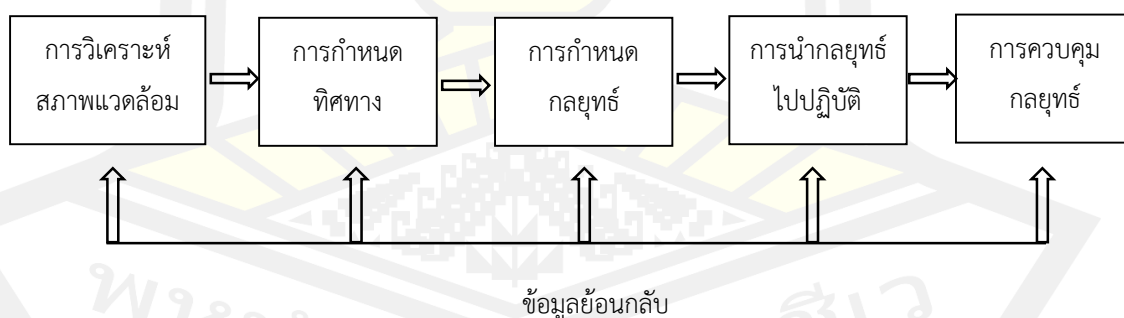 การวิเคราะห์
สภาพแวดล้อม
การกำหนด
ทิศทาง
การกำหนด
กลยุทธ์
การนำกลยุทธ์
ไปปฏิบัติ
การควบคุม
กลยุทธ์
ข้อมูลย้อนกลับ